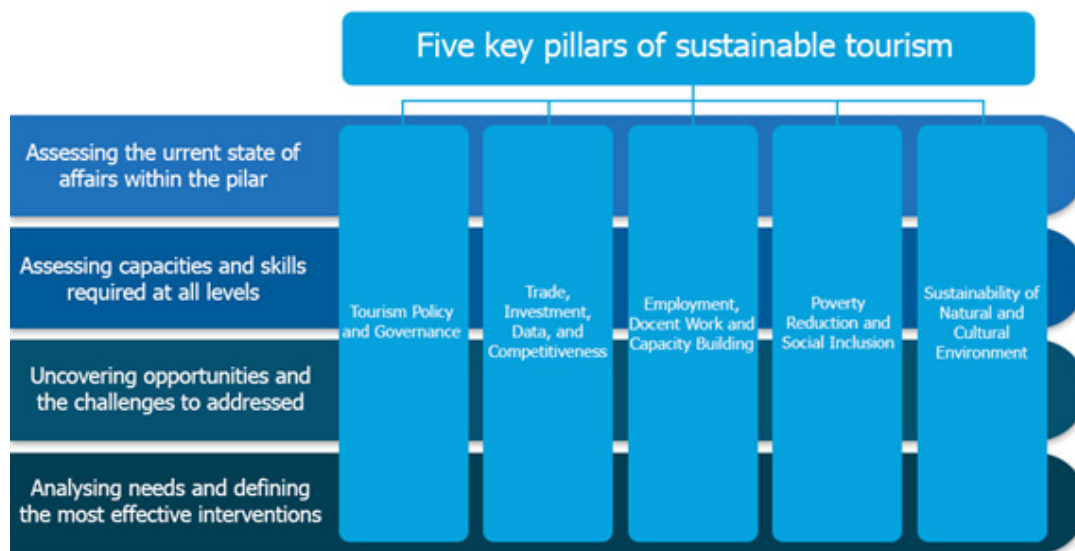 Five key pillars of sustainable tourism
Assessing the urrent state of
affairs within the pilar
Assessing capacities and skills
required at all levels
Uncovering opportunities and
the challenges to addressed
Analysing needs and defining
the most effective interventions
Tourism Policy
and Governance
Trade,
Investment,
Data, and
Competitiveness
Employment,
Docent Work and
Capacity Building
Poverty
Reduction and
Social Inclusion
Sustainability of
Natural and
Cultural
Environment